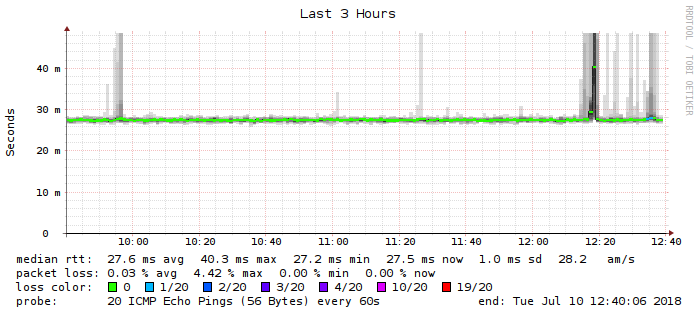 Last 3 Hours
RRDTOOL / TOBI OETIKER
Seconds
40 m
30 m
20 m
10 m
0
10:00 10:20 10:40 11:00 11:20 11:40 12:00 12:20 12:40
median rtt: 27.6 ms avg 40.3 ms max 27.2 ms min 27.5 ms now 1.0 ms sd 28.2 am/s
packet loss: 0.03 % avg 4.42 % max 0.00 % min 0.00 % now
loss color: 0 1/20 2/20 3/20 4/20 10/20 19/20
probe: 20 ICMP Echo Pings (56 Bytes) every 60s end: Tue Jul 10 12:40:06 2018